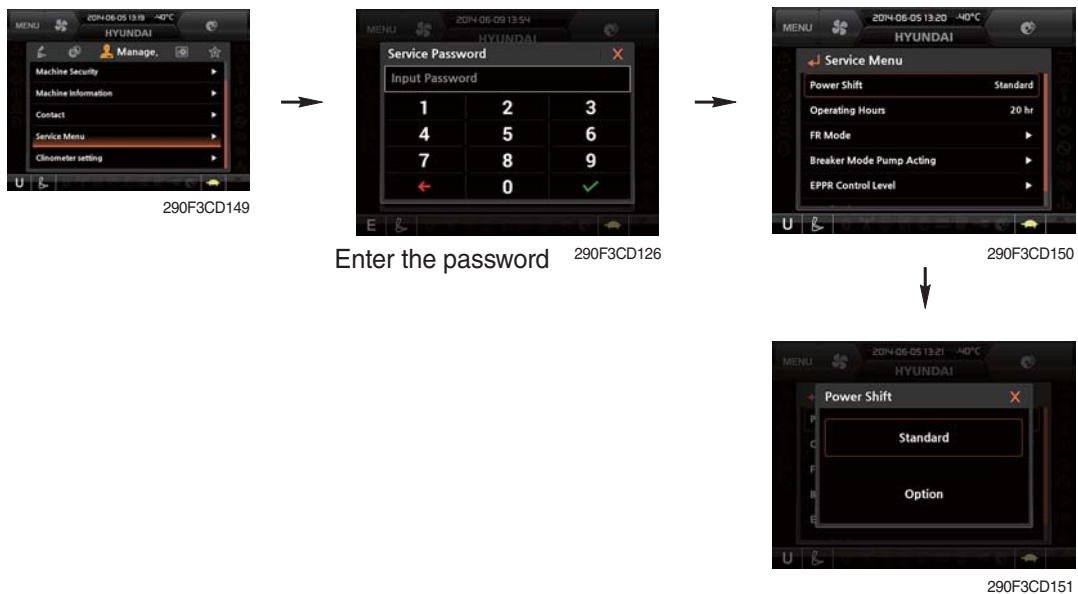 MENU
2014-06-05 13:19 -40°C
HYUNDAI
Manage.
Machine Security
Machine Information
Contact
Service Menu
Clinometer setting
U
290F3CD149
MENU
2014-06-09 13:54
HYUNDAI
Service Password X
Input Password
1 2 3
4 5 6
7 8 9
0
E
Enter the password
290F3CD126
MENU
2014-06-05 13:20 -40°C
HYUNDAI
Service Menu
Power Shift Standard
Operating Hours 20 hr
FR Mode
Breaker Mode Pump Acting
EPPR Control Level
U
290F3CD150
MENU
2014-06-05 13:21 -40°C
HYUNDAI
Power Shift X
Standard
Option
U
290F3CD151